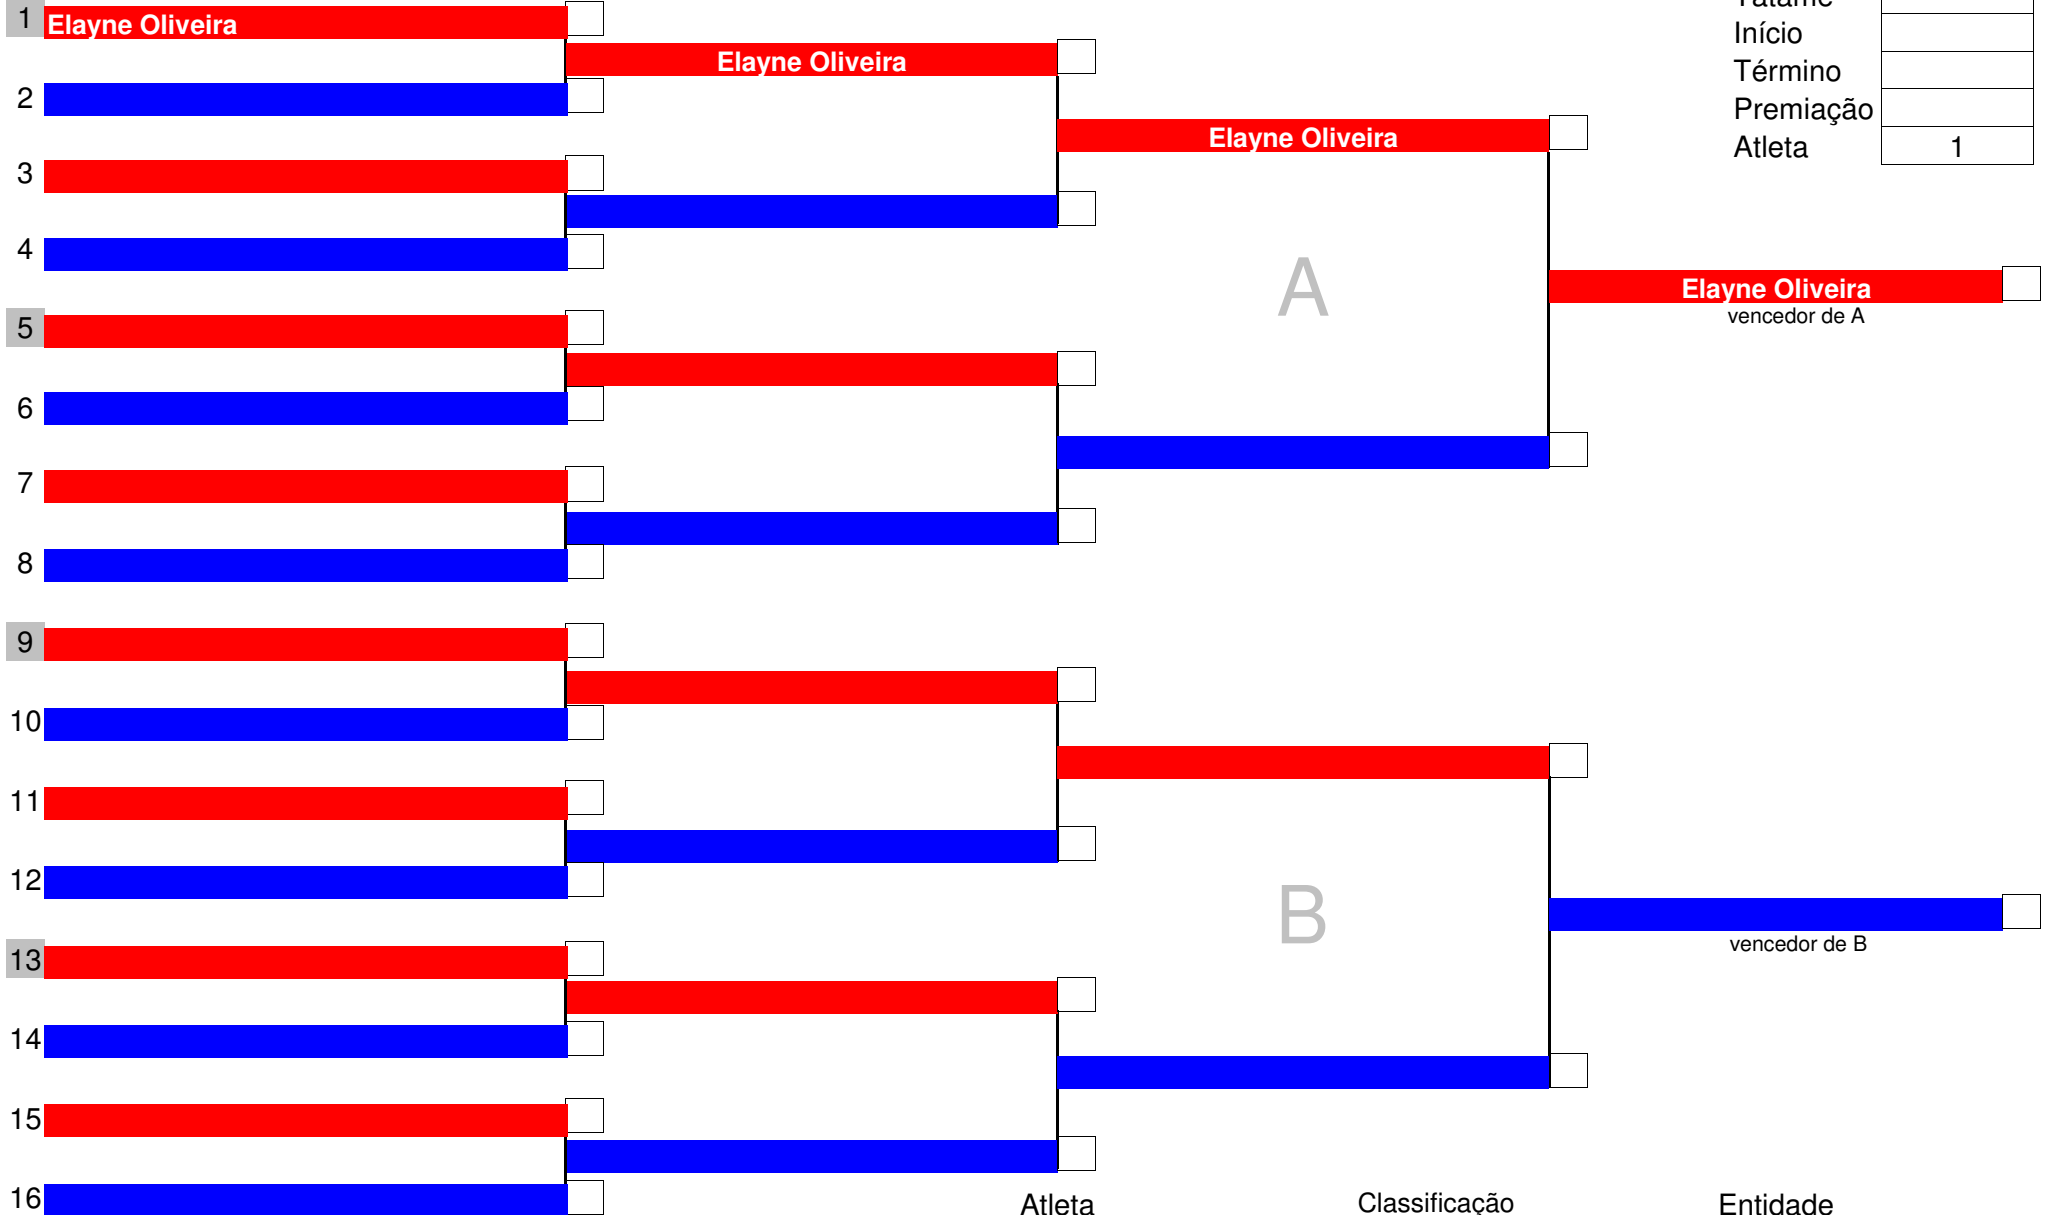 Tatame
1 Elayne Oliveira
Início
Elayne Oliveira
Término
2
Premiação
Elayne Oliveira
Atleta 1
3
4
A
Elayne Oliveira
vencedor de A
5
6
7
8
9
10
11
12
B
vencedor de B
13
14
15
16
Atleta Classificação Entidade